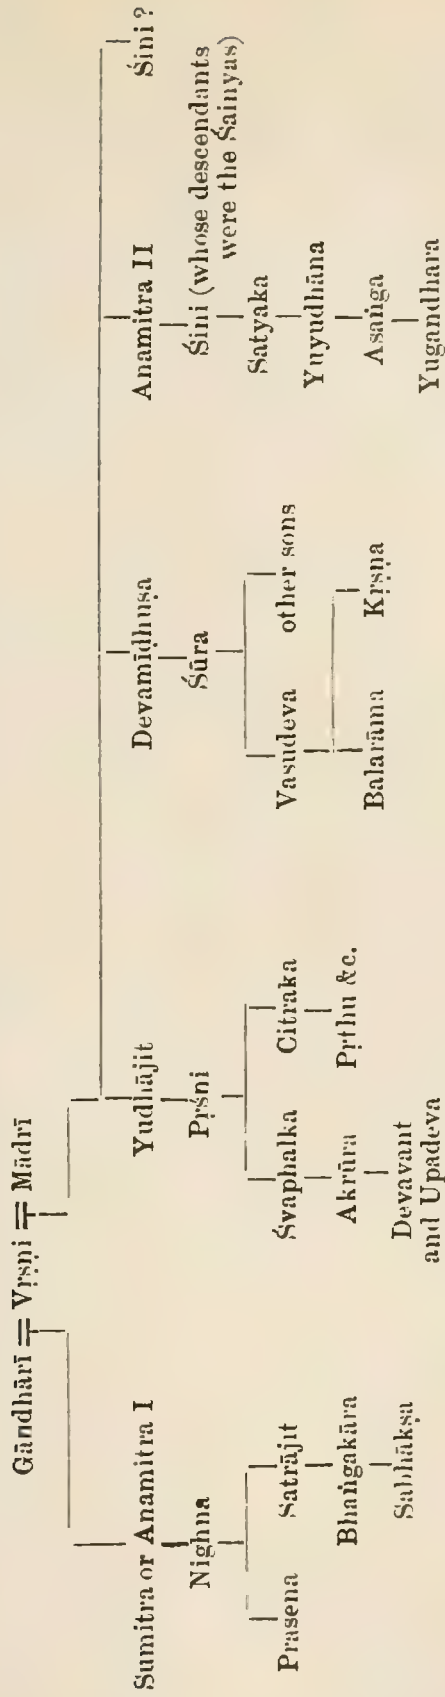 Gāndhārī = Vṛṣṇi = Mādrī
Sumitra or Anamitra I
Nighna
Prasena Satrājit
Bhaṅgakāra
Sabhākṣa
Yudhājit
Pṛśni
Śvaphalka Citraka
Akrūra Pṛthu &c.
Devavant
and Upadeva
Devamīḍhuṣa
Śūra
Vasudeva other sons
Balarāma Kṛṣṇa
Anamitra II
Śini (whose descendants
were the Śainyas)
Satyaka
Yuyudhāna
Asaṅga
Yugandhara
Śini ?